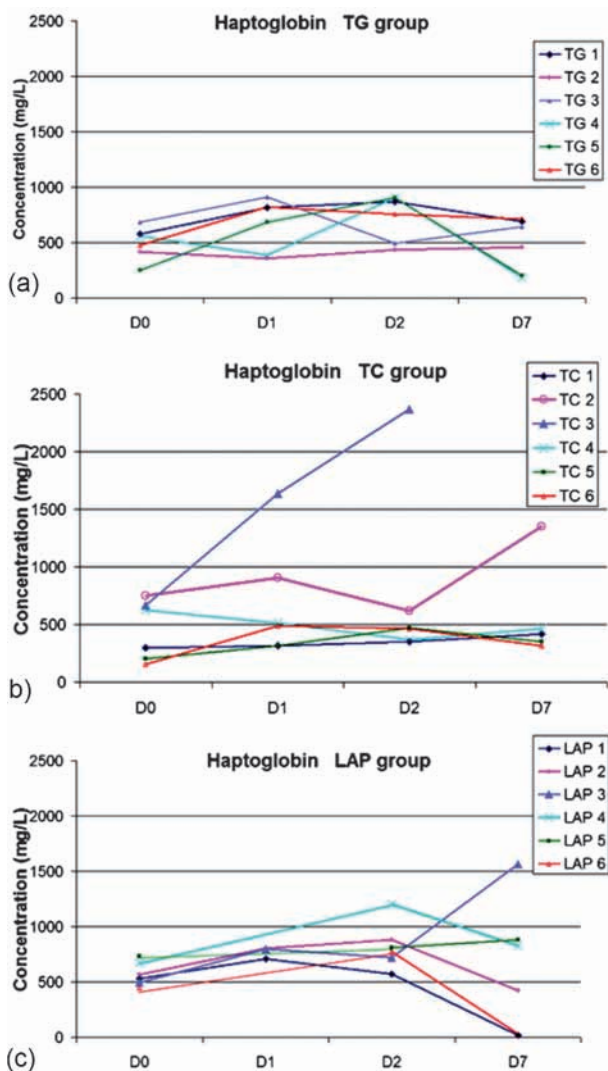 Haptoglobin TG group
Concentration (mg/L)
2500
2000
1500
1000
500
0
D0 D1 D2 D7
TG 1
TG 2
TG 3
TG 4
TG 5
TG 6
(a)
Haptoglobin TC group
Concentration (mg/L)
2500
2000
1500
1000
500
0
D0 D1 D2 D7
TC 1
TC 2
TC 3
TC 4
TC 5
TC 6
b)
Haptoglobin LAP group
Concentration (mg/L)
2500
2000
1500
1000
500
0
D0 D1 D2 D7
LAP 1
LAP 2
LAP 3
LAP 4
LAP 5
LAP 6
(c)